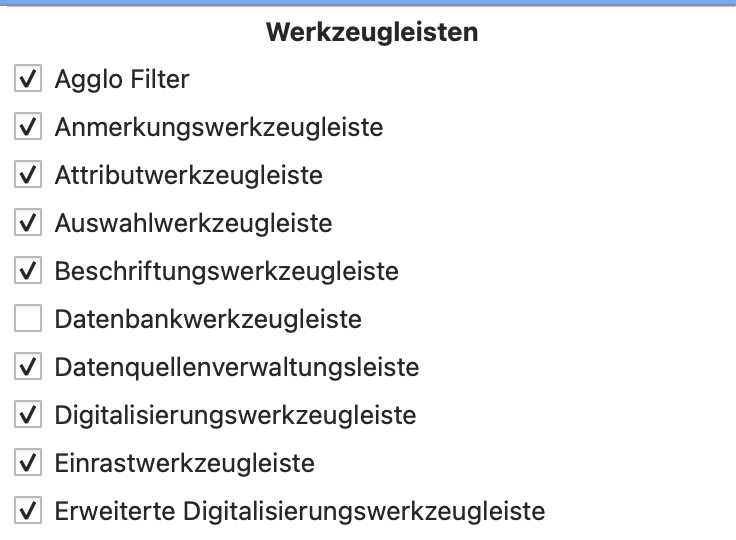 Werkzeugleisten
Agglo Filter
Anmerkungswerkzeugleiste
Attributwerkzeugleiste
Auswahlwerkzeugleiste
Beschriftungswerkzeugleiste
Datenbankwerkzeugleiste
Datenquellenverwaltungsleiste
Digitalisierungswerkzeugleiste
Einrastwerkzeugleiste
Erweiterte Digitalisierungswerkzeugleiste